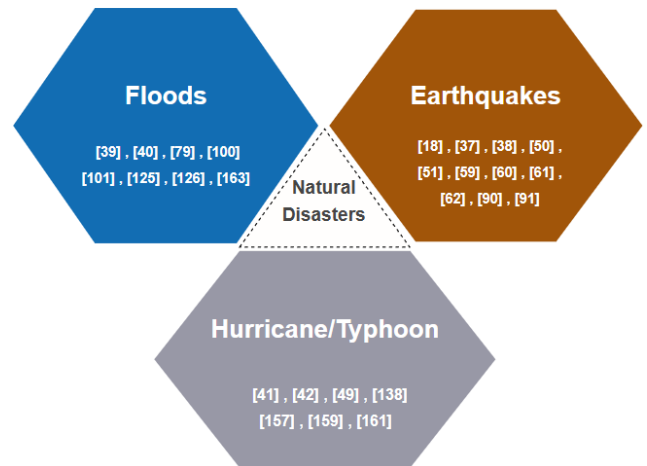 Floods
[39] , [40] , [79] , [100]
[101] , [125] , [126] , [163]
Earthquakes
[18] , [37] , [38] , [50] ,
[51] , [59] , [60] , [61] ,
[62] , [90] , [91]
Natural
Disasters
Hurricane/Typhoon
[41] , [42] , [49] , [138]
[157] , [159] , [161]